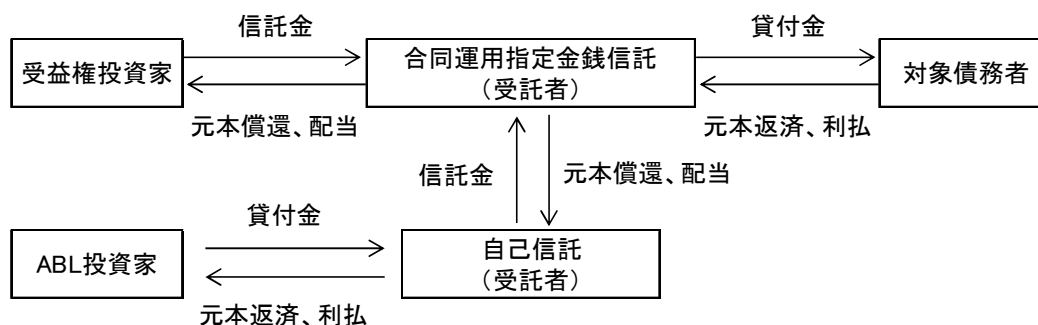 信託金
貸付金
受益権投資家
合同運用指定金銭信託
(受託者)
対象債務者
元本償還、配当
元本返済、利払
信託金
元本償還、配当
貸付金
ABL投資家
自己信託
(受託者)
元本返済、利払